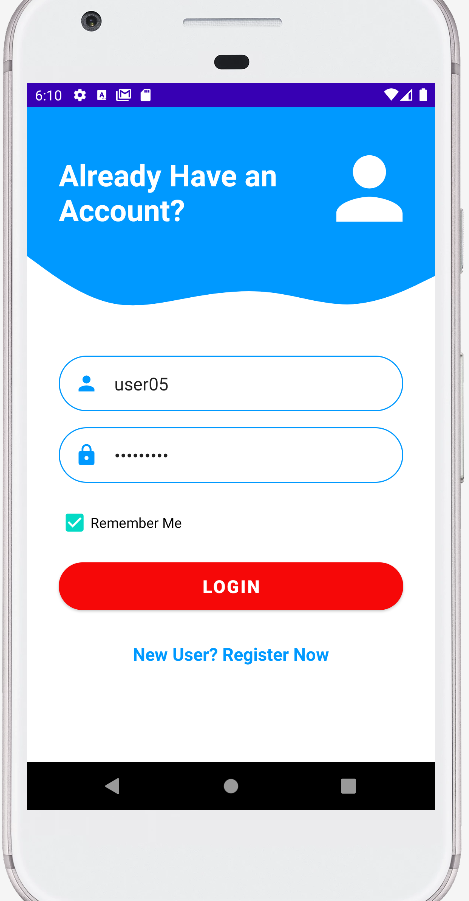 6:10
Already Have an
Account?
user05
•••••••••
Remember Me
LOGIN
New User? Register Now